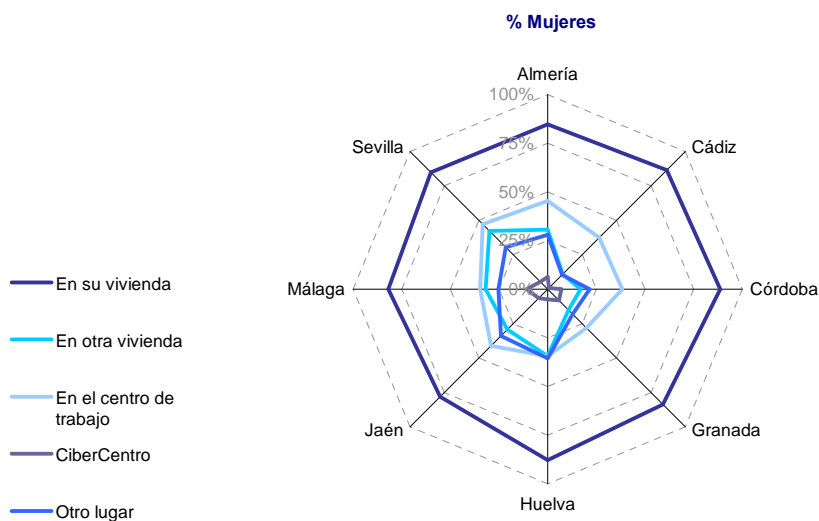 % Mujeres
Almería
100%
Sevilla
Cádiz
75%
50%
25%
En su vivienda
Málaga
0%
Córdoba
En otra vivienda
En el centro de
trabajo
Jaén
Granada
CiberCentro
Huelva
Otro lugar